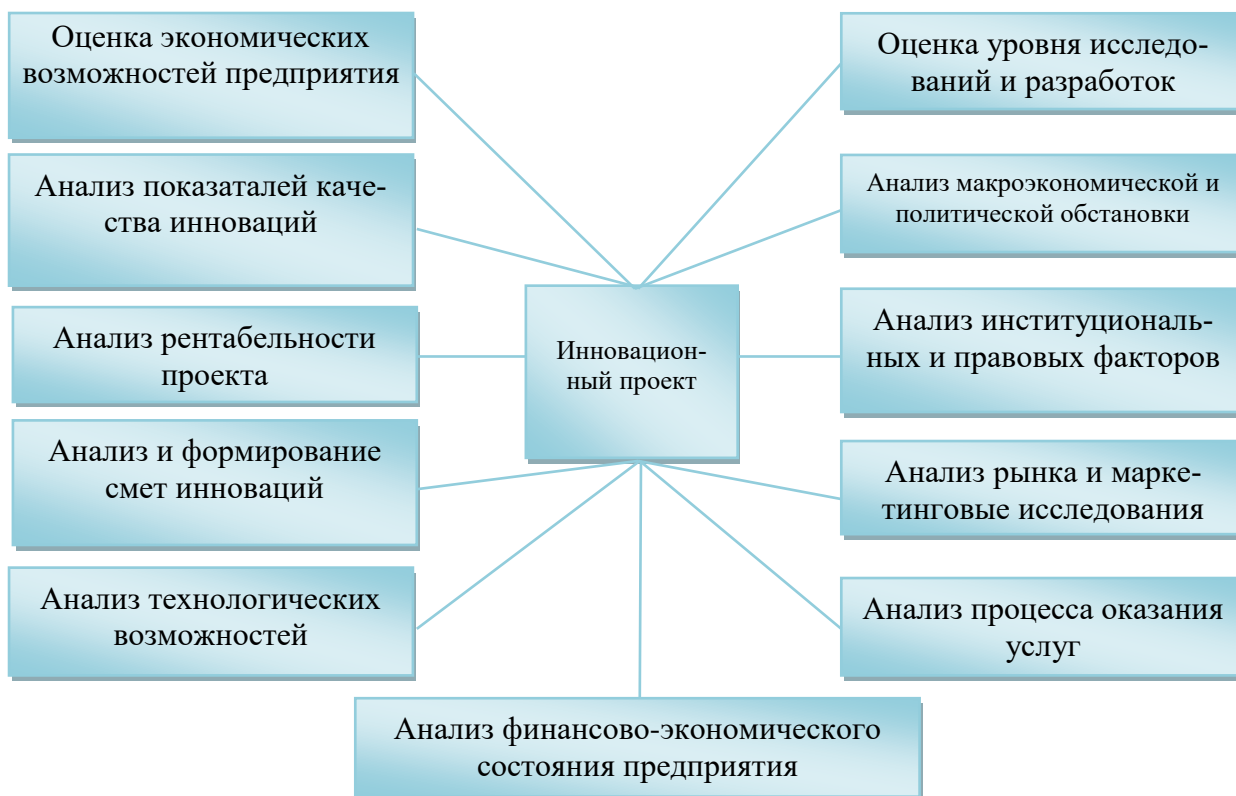 Оценка экономических
возможностей предприятия
Анализ показаталей каче-
ства инноваций
Анализ рентабельности
проекта
Анализ и формирование
смет инноваций
Анализ технологических
возможностей
Инновацион-
ный проект
Оценка уровня исследо-
ваний и разработок
Анализ макроэкономической и
политической обстановки
Анализ институциональ-
ных и правовых факторов
Анализ рынка и марке-
тинговые исследования
Анализ процесса оказания
услуг
Анализ финансово-экономического
состояния предприятия